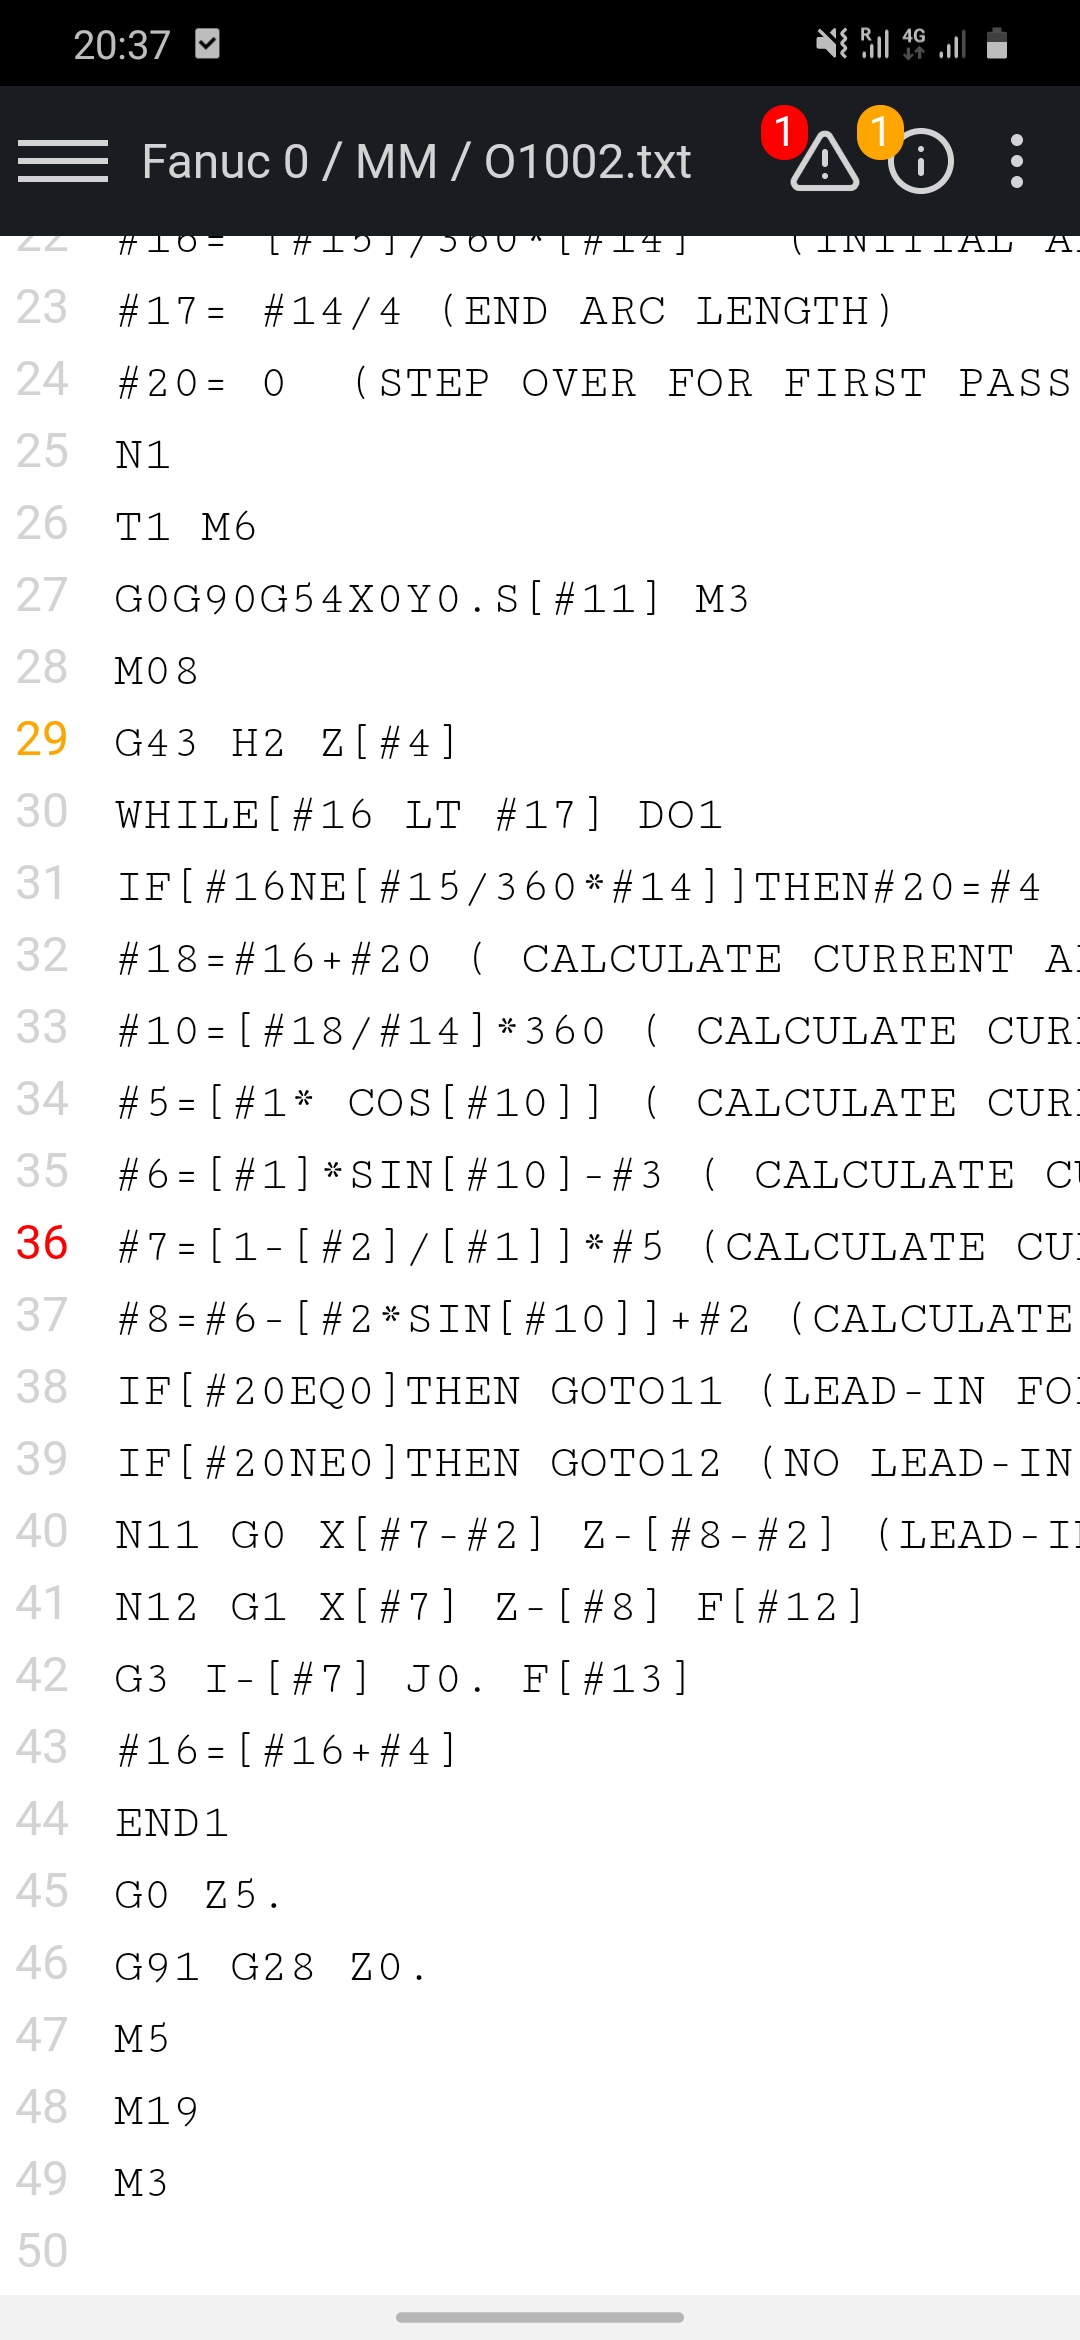 20:37
R 4G
Fanuc 0 / MM / O1002.txt 1 1
22 #16= [#15]/360*[#14] (INITIAL
23 #17= #14/4 (END ARC LENGTH)
24 #20= 0 (STEP OVER FOR FIRST PASS
25 N1
26 T1 M6
27 G0G90G54X0Y0.S[#11] M3
28 M08
29 G43 H2 Z[#4]
30 WHILE[#16 LT #17] DO1
31 IF[#16NE[#15/360*#14]]THEN#20=#4
32 #18=#16+#20 ( CALCULATE CURRENT
33 #10=[#18/#14]*360 ( CALCULATE CUR
34 #5=[#1* COS[#10]] ( CALCULATE CUR
35 #6=[#1]*SIN[#10]-#3 ( CALCULATE CU
36 #7=[1-[#2]/[#1]]*#5 (CALCULATE CU
37 #8=#6-[#2*SIN[#10]]+#2 (CALCULATE
38 IF[#20EQ0]THEN GOTO11 (LEAD-IN FO
39 IF[#20NE0]THEN GOTO12 (NO LEAD-IN
40 N11 G0 X[#7-#2] Z-[#8-#2] (LEAD-I
41 N12 G1 X[#7] Z-[#8] F[#12]
42 G3 I-[#7] J0. F[#13]
43 #16=[#16+#4]
44 END1
45 G0 Z5.
46 G91 G28 Z0.
47 M5
48 M19
49 M3
50